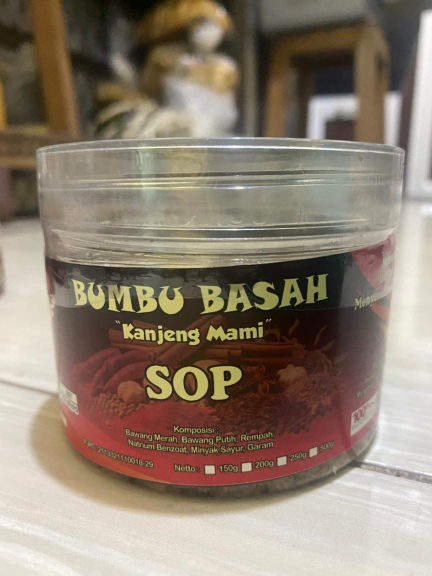 BUMBU BASAH
"Kanjeng Mami"
SOP
Komposisi :
Bawang Merah, Bawang Putih, Rempah,
Natrium Benzoat, Minyak Sayur, Garam
Netto : 150g 200g 250g 500g